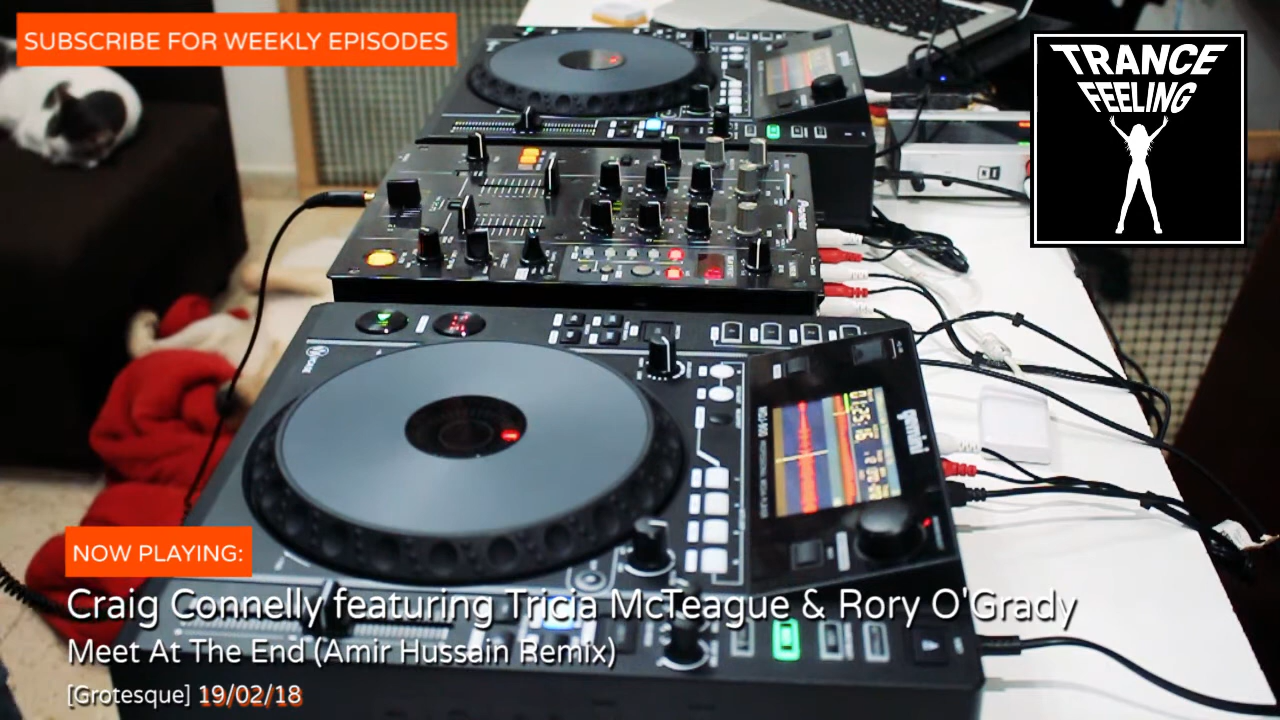 SUBSCRIBE FOR WEEKLY EPISODES
TRANCE
FEELING
Pioneer
gemini
NOW PLAYING:
Craig Connelly featuring Tricia McTeague & Rory O'Grady
Meet At The End (Amir Hussain Remix)
[Grotesque] 19/02/18